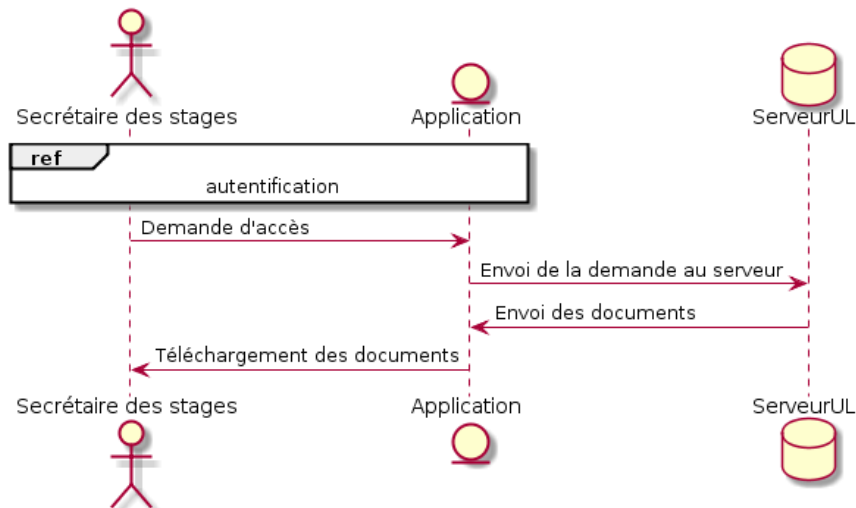 Secrétaire des stages
Application
ServeurUL
ref
autentification
Demande d'accès
Envoi de la demande au serveur
Envoi des documents
Téléchargement des documents
Secrétaire des stages
Application
ServeurUL